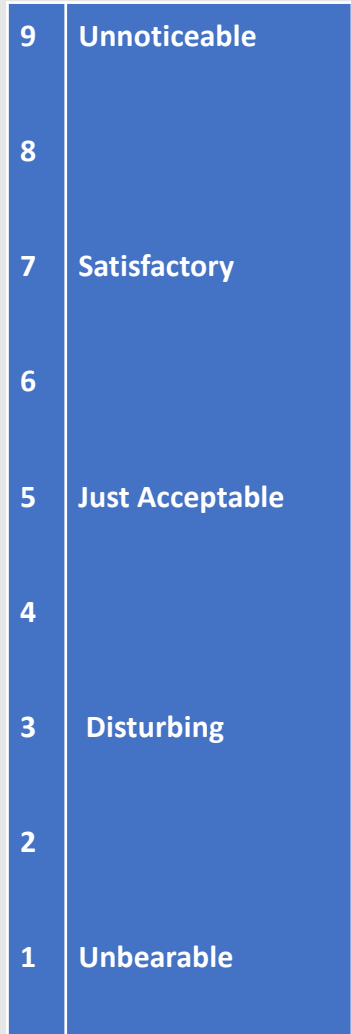 9 Unnoticeable
8
7 Satisfactory
6
5 Just Acceptable
4
3 Disturbing
2
1 Unbearable